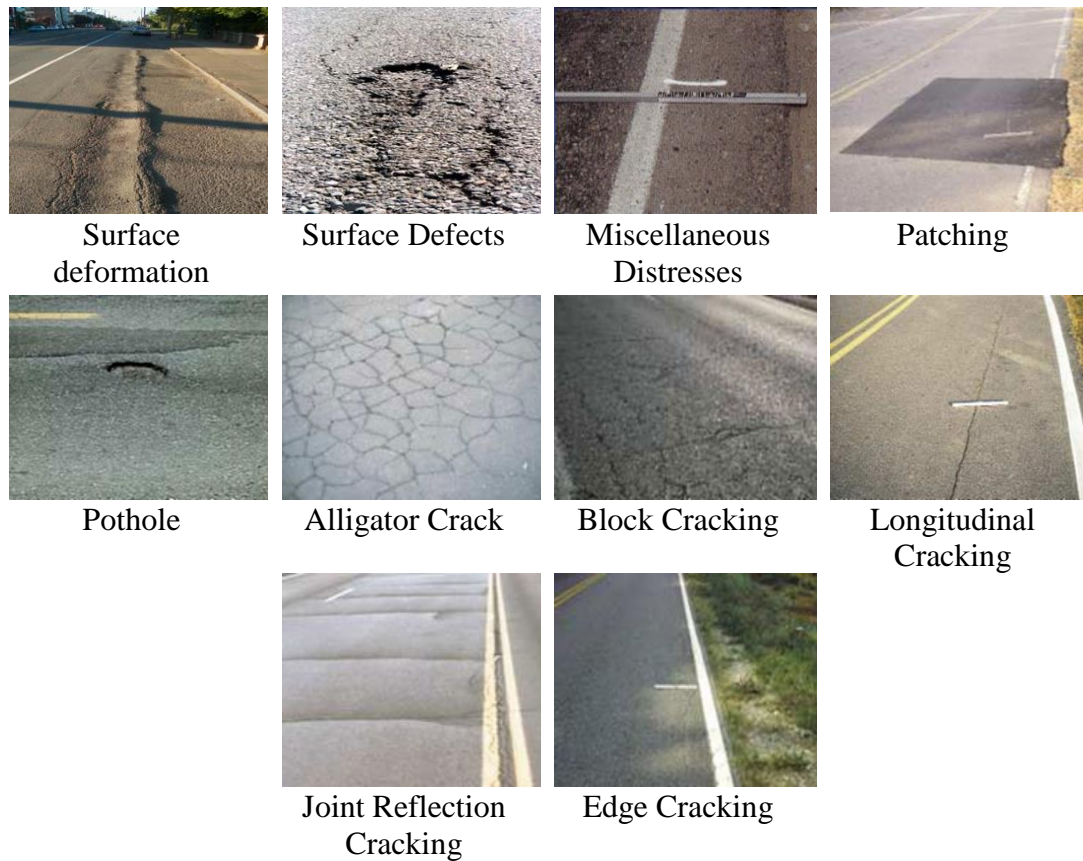 Surface
deformation
Surface Defects
Miscellaneous
Distresses
Patching
Pothole
Alligator Crack
Block Cracking
Longitudinal
Cracking
Joint Reflection
Cracking
Edge Cracking